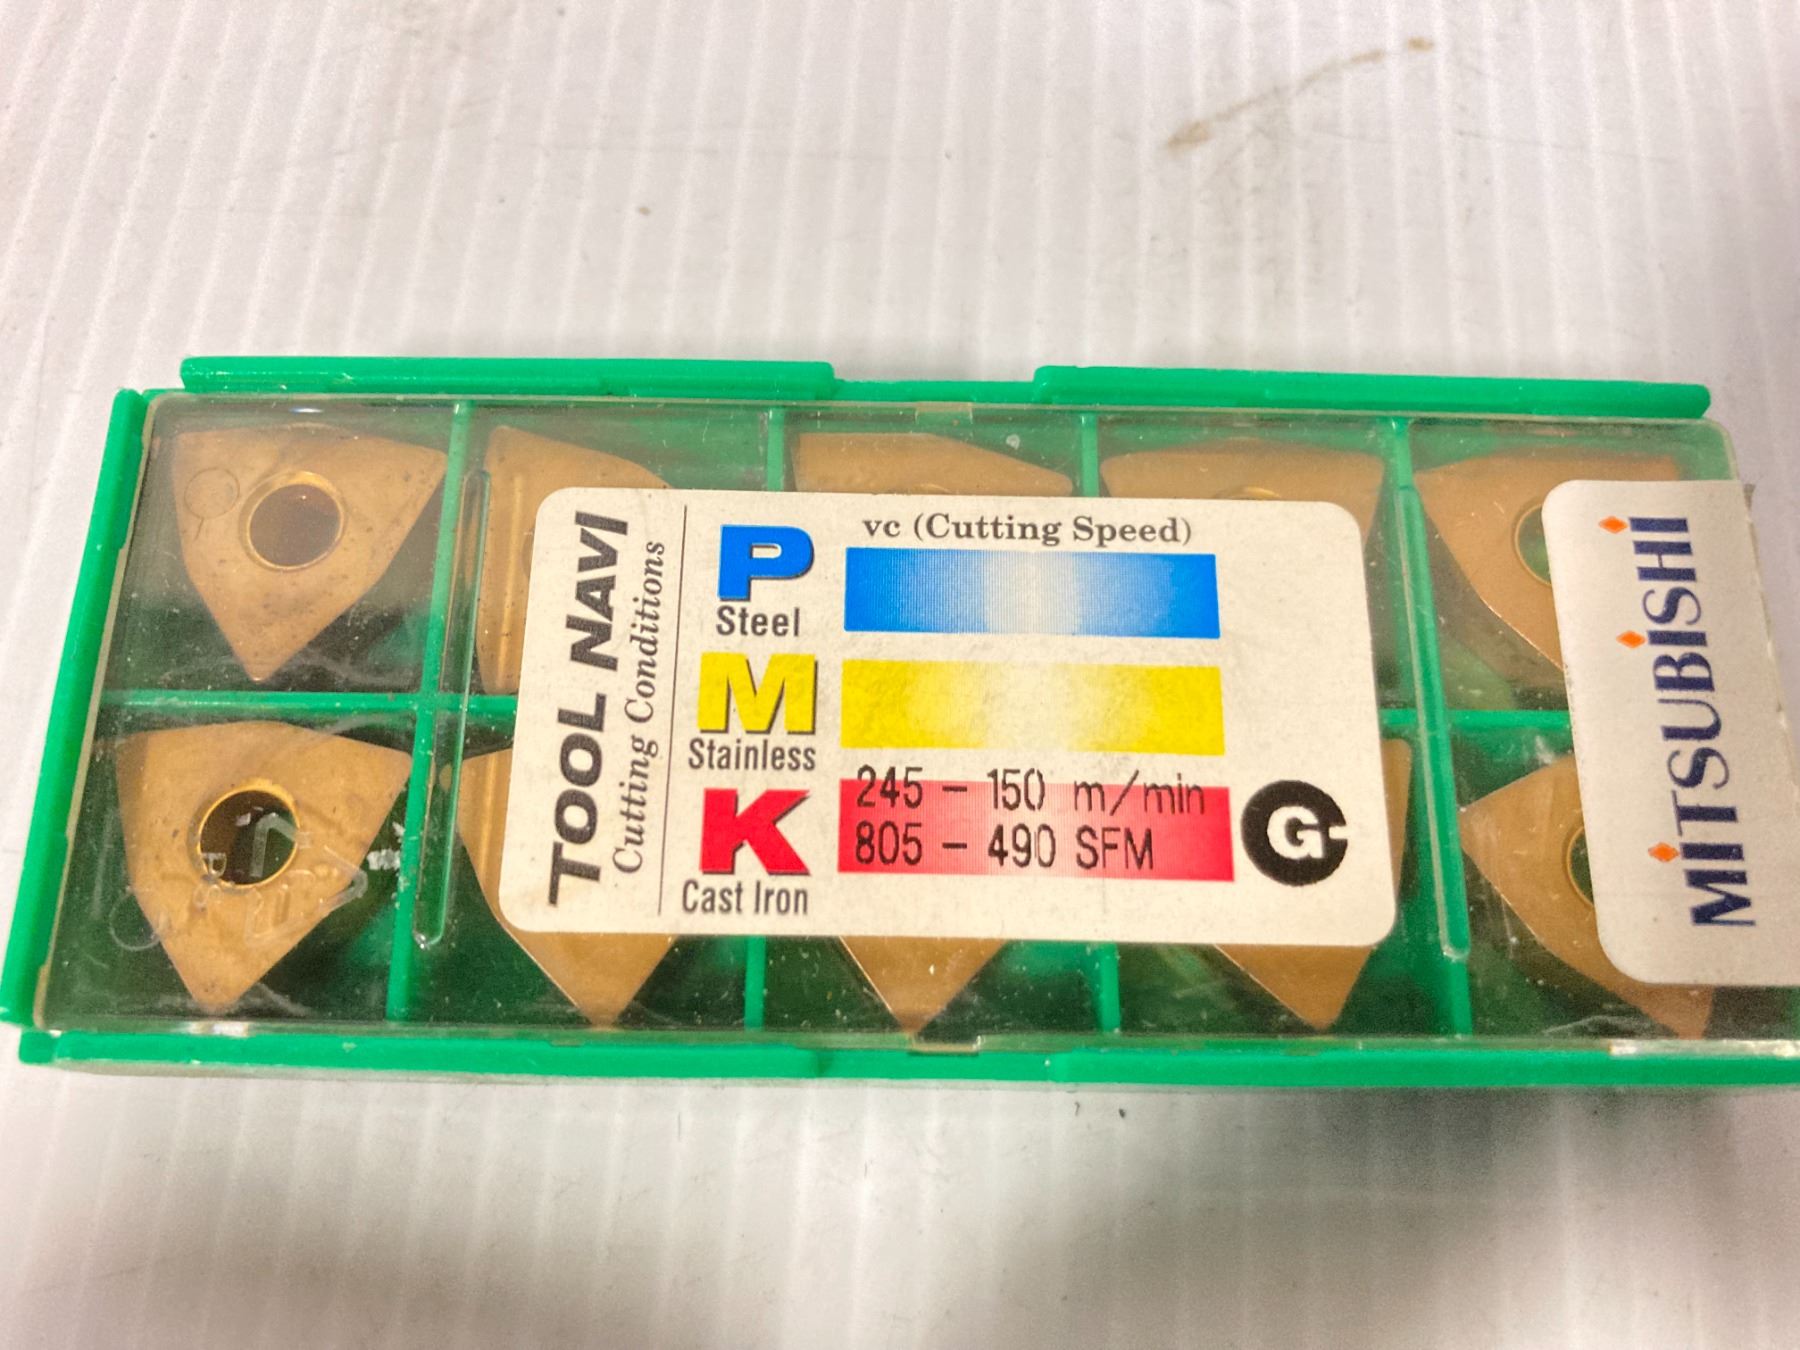 TOOL NAVI
Cutting Conditions
vc (Cutting Speed)
P
Steel
M
Stainless
K
Cast Iron
245 - 150 m/min
805 - 490 SFM
G
MITSUBISHI